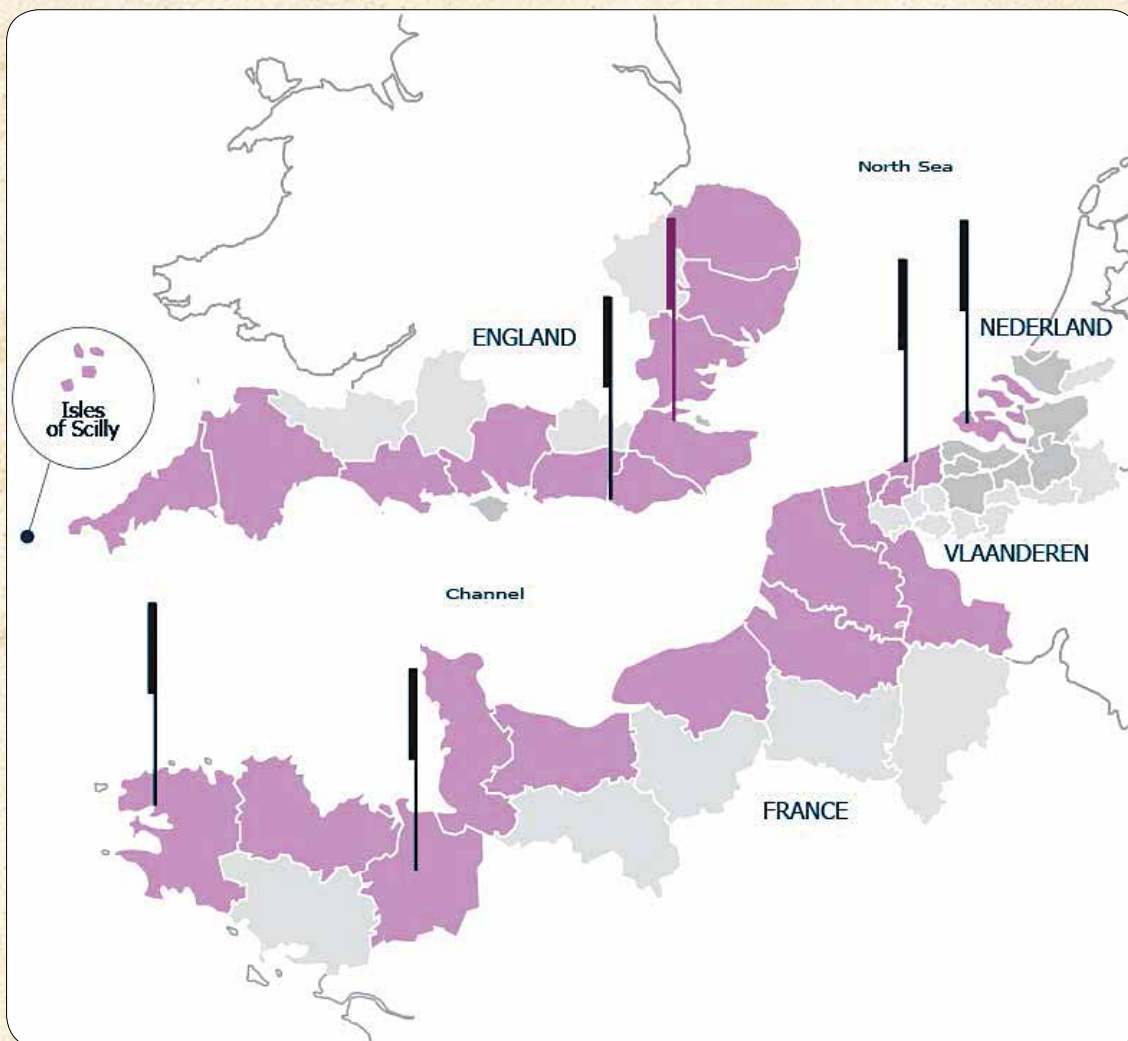 North Sea
ENGLAND
NEDERLAND
Isles
of Scilly
VLAANDEREN
Channel
FRANCE